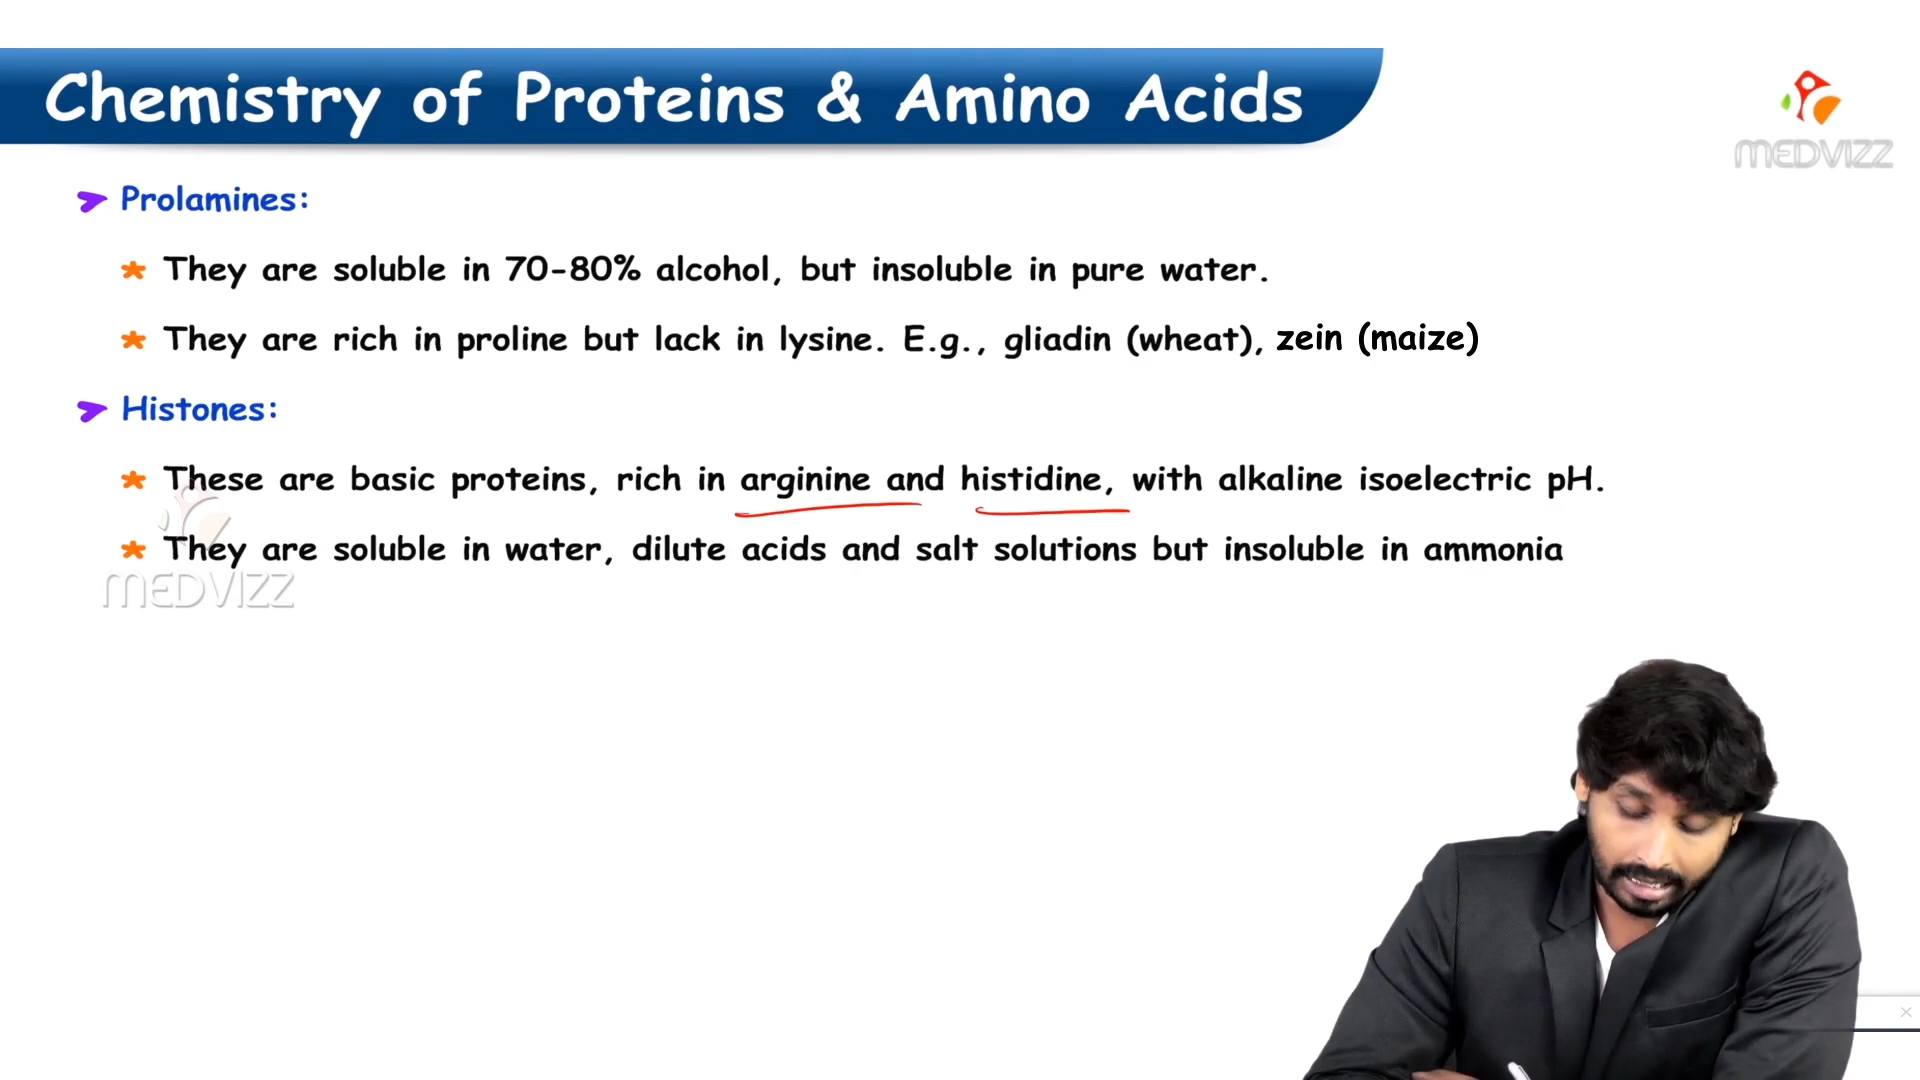 Chemistry of Proteins & Amino Acids
MEDVIZZ
Prolamines:
They are soluble in 70-80% alcohol, but insoluble in pure water.
They are rich in proline but lack in lysine. E.g., gliadin (wheat), zein (maize)
Histones:
These are basic proteins, rich in arginine and histidine, with alkaline isoelectric pH.
They are soluble in water, dilute acids and salt solutions but insoluble in ammonia
MEDVIZZ